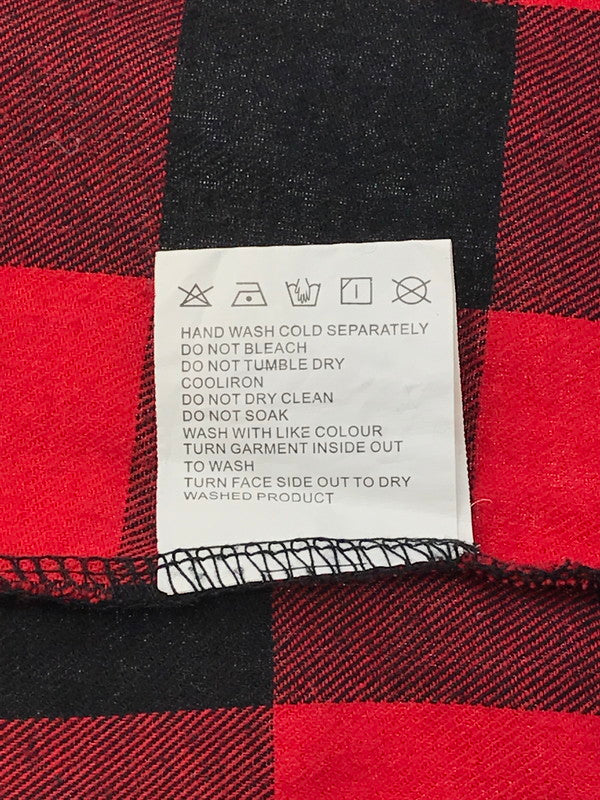 HAND WASH COLD SEPARATELY
DO NOT BLEACH
DO NOT TUMBLE DRY
COOLIRON
DO NOT DRY CLEAN
DO NOT SOAK
WASH WITH LIKE COLOUR
TURN GARMENT INSIDE OUT
TO WASH
TURN FACE SIDE OUT TO DRY
WASHED PRODUCT